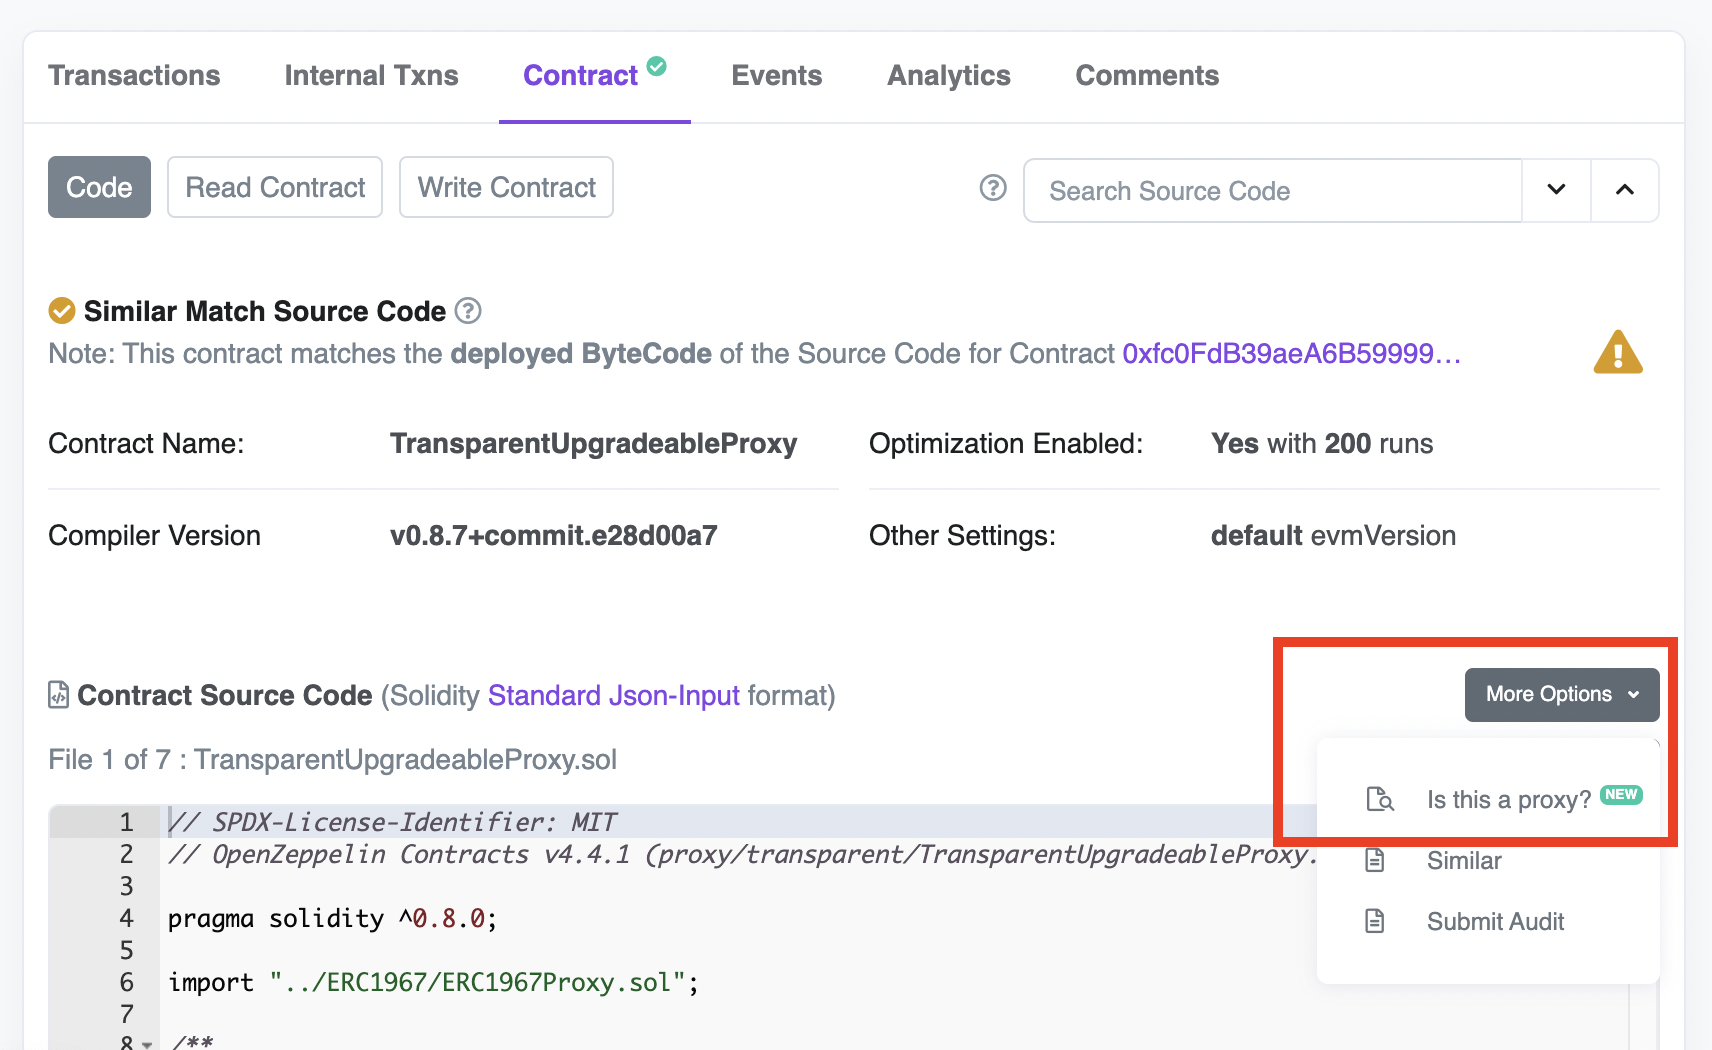 Transactions Internal Txns Contract Events Analytics Comments
Code Read Contract Write Contract Search Source Code
Similar Match Source Code
Note: This contract matches the deployed ByteCode of the Source Code for Contract 0xfc0FdB39aeA6B59999...
Contract Name: TransparentUpgradeableProxy Optimization Enabled: Yes with 200 runs
Compiler Version v0.8.7+commit.e28d00a7 Other Settings: default evmVersion
Contract Source Code (Solidity Standard Json-Input format)
More Options
Is this a proxy? NEW
Similar
Submit Audit
File 1 of 7 : TransparentUpgradeableProxy.sol
1 // SPDX-License-Identifier: MIT
2 // OpenZeppelin Contracts v4.4.1 (proxy/transparent/TransparentUpgradeableProxy.
3
4 pragma solidity ^0.8.0;
5
6 import "../ERC1967/ERC1967Proxy.sol";
7
8 /**